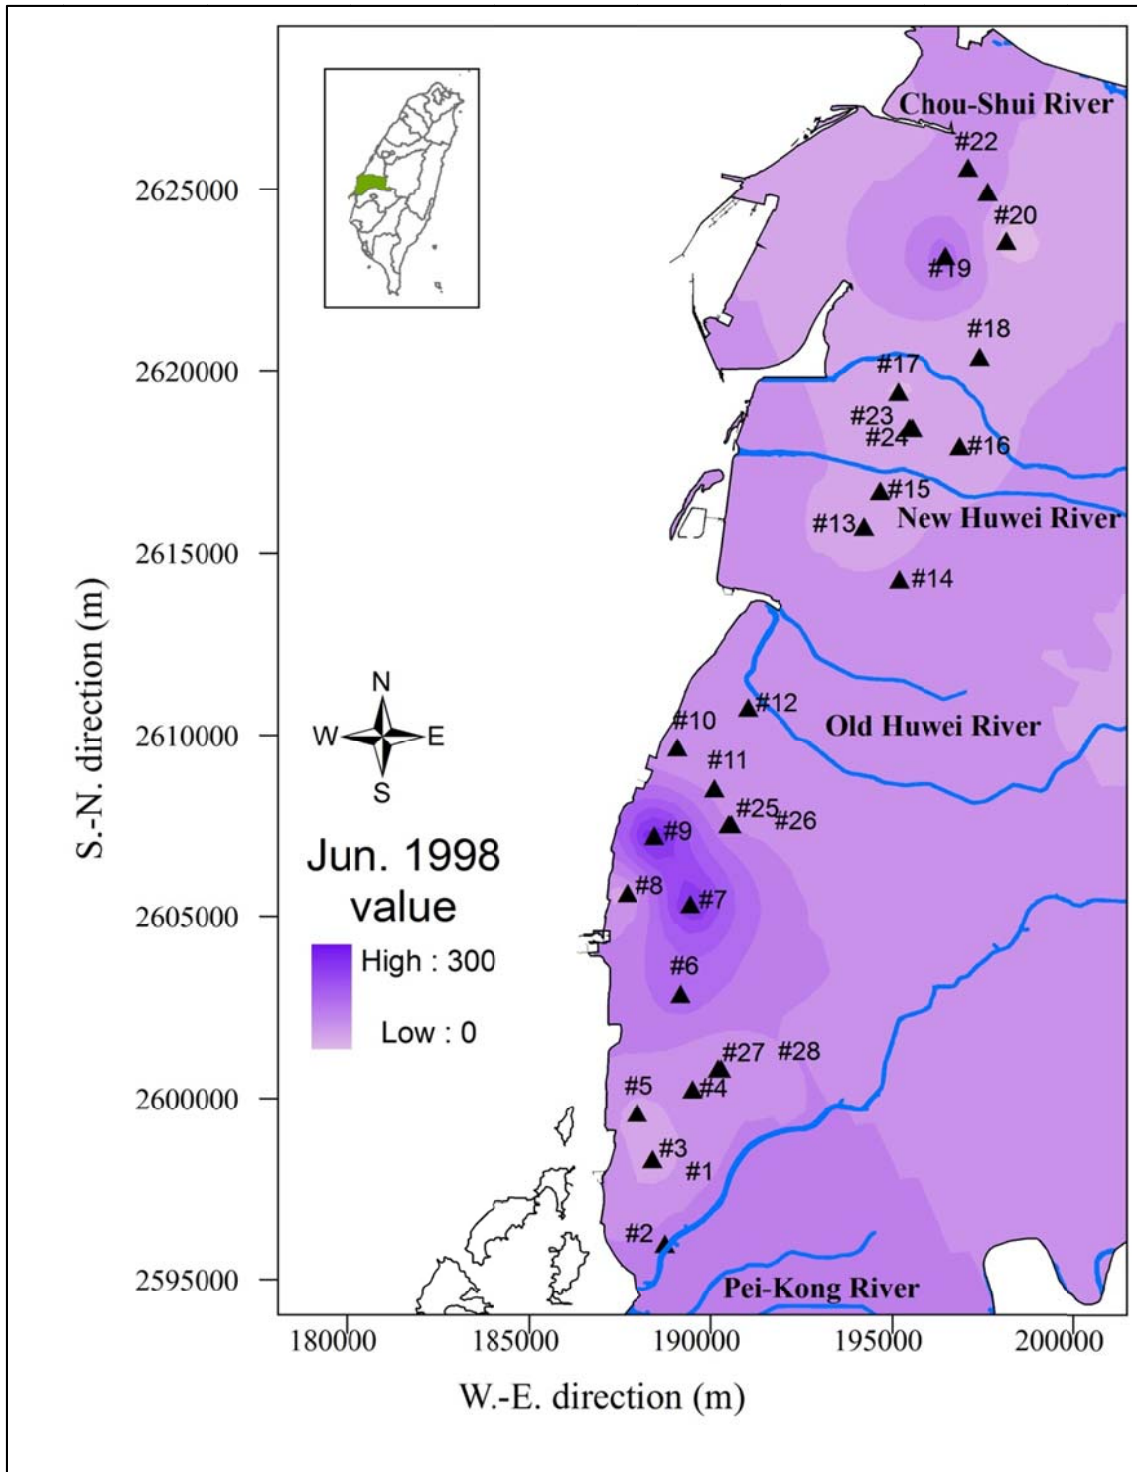 Chou-Shui River
#22
2625000
#20
#19
#18
2620000
#17
#23
#24
#16
#15
#13
New Huwei River
2615000
#14
#12
#10
Old Huwei River
N
W
E
S
2610000
#11
#25
#26
#9
Jun. 1998
value
#8
#7
2605000
High : 300
#6
Low : 0
#27
#28
#5
#4
2600000
#3
#1
#2
2595000
Pei-Kong River
S.-N. direction (m)
180000
185000
190000
195000
200000
W.-E. direction (m)